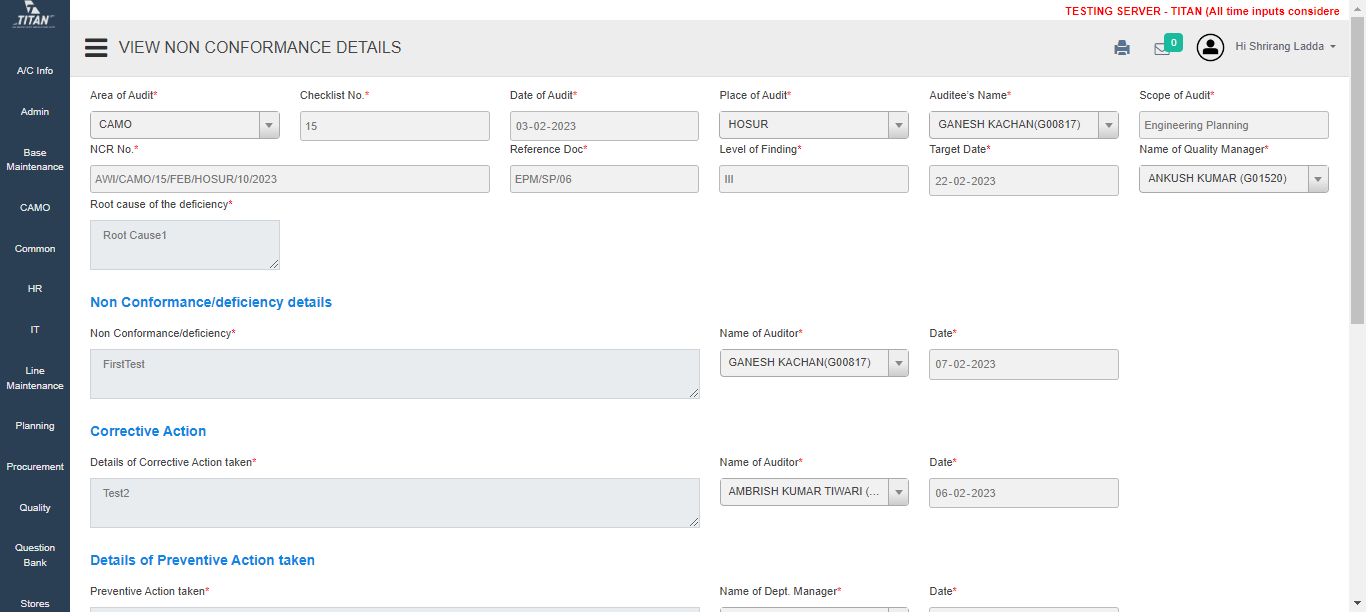 TITAN
TESTING SERVER - TITAN (All time inputs considere
VIEW NON CONFORMANCE DETAILS
0
Hi Shrirang Ladda
A/C Info
Admin
Base
Maintenance
CAMO
Common
HR
IT
Line
Maintenance
Planning
Procurement
Quality
Question
Bank
Stores
Area of Audit* Checklist No.* Date of Audit* Place of Audit* Auditee's Name* Scope of Audit*
CAMO 15 03-02-2023 HOSUR GANESH KACHAN(G00817) Engineering Planning
NCR No.* Reference Doc* Level of Finding* Target Date* Name of Quality Manager*
AWI/CAMO/15/FEB/HOSUR/10/2023 EPM/SP/06 III 22-02-2023 ANKUSH KUMAR (G01520)
Root cause of the deficiency*
Root Cause1
Non Conformance/deficiency details
Non Conformance/deficiency* Name of Auditor* Date*
FirstTest GANESH KACHAN(G00817) 07-02-2023
Corrective Action
Details of Corrective Action taken* Name of Auditor* Date*
Test2 AMBRISH KUMAR TIWARI (... 06-02-2023
Details of Preventive Action taken
Preventive Action taken* Name of Dept. Manager* Date*